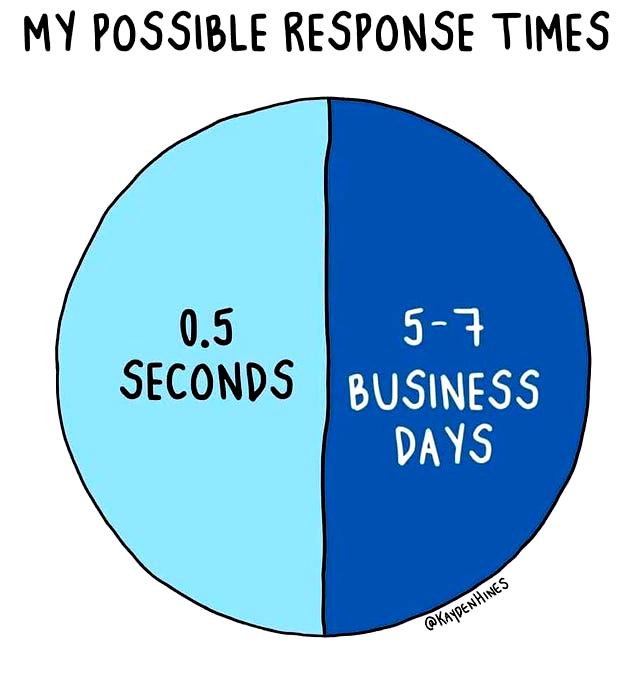 MY POSSIBLE RESPONSE TIMES
0.5
SECONDS
5-7
BUSINESS
DAYS
@KAYDENHINES